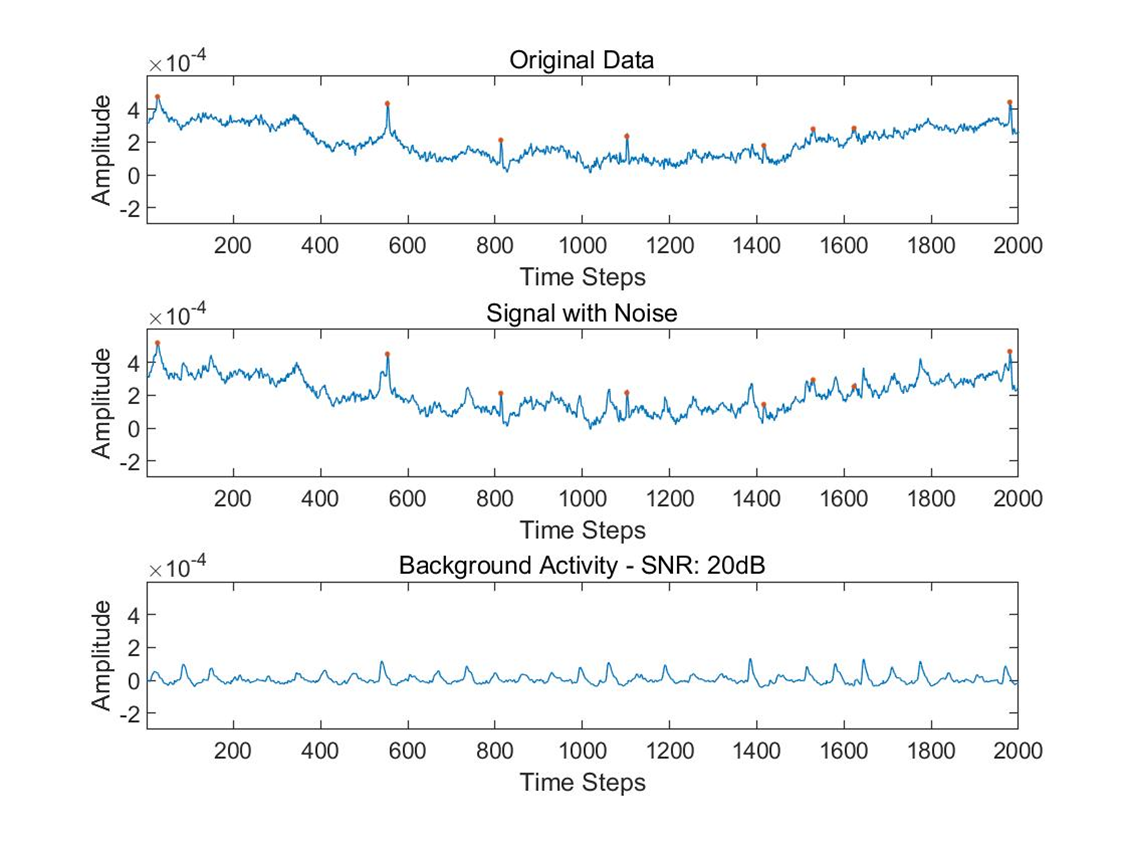 Original Data
×10-4
4
2
0
-2
Amplitude
200 400 600 800 1000 1200 1400 1600 1800 2000
Time Steps
Signal with Noise
×10-4
4
2
0
-2
Amplitude
200 400 600 800 1000 1200 1400 1600 1800 2000
Time Steps
Background Activity - SNR: 20dB
×10-4
4
2
0
-2
Amplitude
200 400 600 800 1000 1200 1400 1600 1800 2000
Time Steps